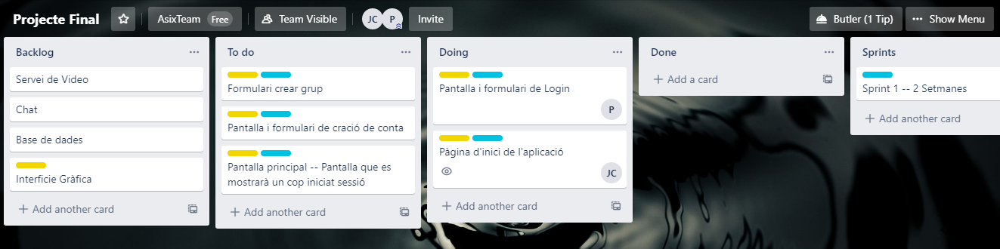 Projecte Final
AsixTeam Free
Team Visible
JC
P
Invite
Butler (1 Tip)
Show Menu
Backlog
Servei de Video
Chat
Base de dades
Interficie Gràfica
Add another card
To do
Formulari crear grup
Pantalla i formulari de cració de conta
Pantalla principal -- Pantalla que es
mostrarà un cop iniciat sessió
Add another card
Doing
Pantalla i formulari de Login
P
Pàgina d'inici de l'aplicació
JC
Add another card
Done
Add a card
Sprints
Sprint 1 -- 2 Setmanes
Add another card